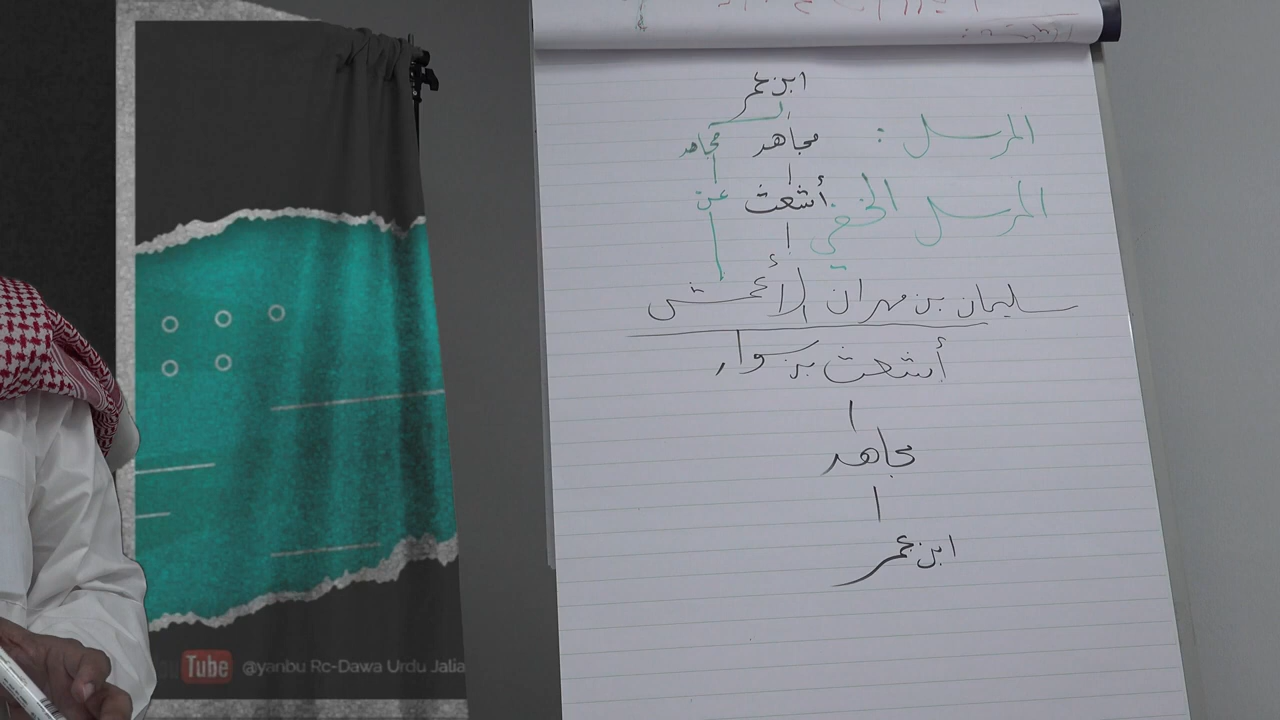 ابن عمر
المرسل :
مجاهد مجاهد
المرسل الخفي
أشعث عن
سليمان بن مهران الأعمش
أشعث بن سوار
مجاهد
ابن عمر
Tube @yanbu Rc-Dawa Urdu Jalia